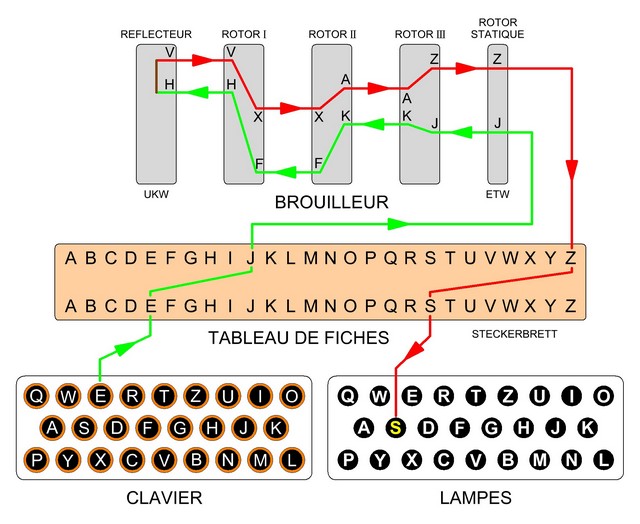 REFLECTEUR ROTOR I ROTOR II ROTOR III ROTOR STATIQUE
V V Z Z
H H A A
X X K K J J
F F
UKW ETW
BROUILLEUR
A B C D E F G H I J K L M N O P Q R S T U V W X Y Z
A B C D E F G H I J K L M N O P Q R S T U V W X Y Z
TABLEAU DE FICHES STECKERBRETT
Q W E R T Z U I O
A S D F G H J K
P Y X C V B N M L
CLAVIER
Q W E R T Z U I O
A S D F G H J K
P Y X C V B M N L
LAMPES